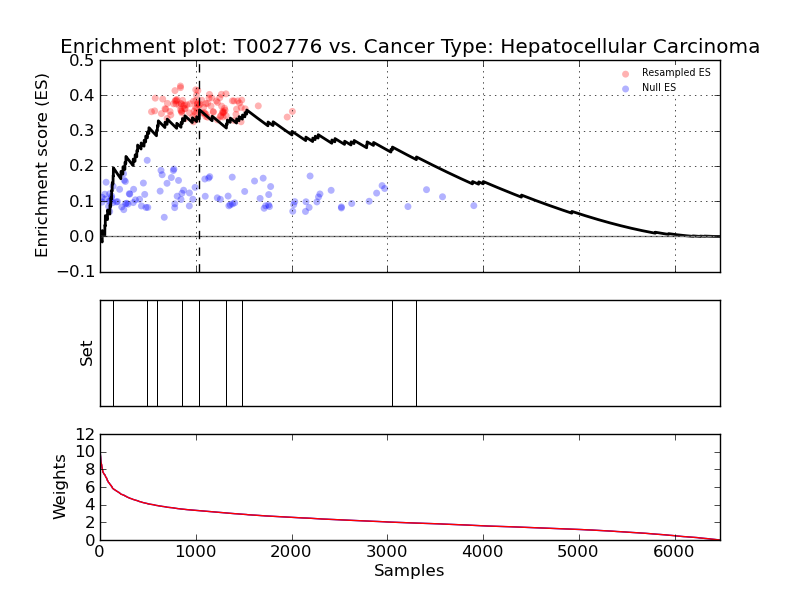 Enrichment plot: T002776 vs. Cancer Type: Hepatocellular Carcinoma
0.5
0.4
0.3
0.2
0.1
0.0
−0.1
Enrichment score (ES)
Resampled ES
Null ES
Set
12
10
8
6
4
2
0
Weights
0 1000 2000 3000 4000 5000 6000
Samples